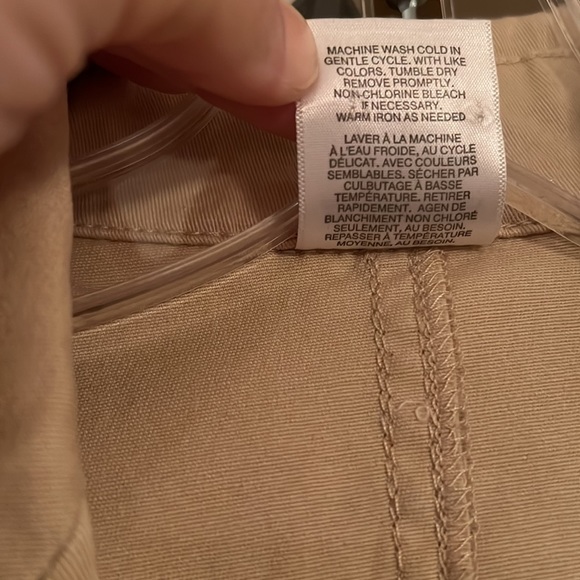 MACHINE WASH COLD IN
GENTLE CYCLE. WITH LIKE
COLORS. TUMBLE DRY
REMOVE PROMPTLY.
NON-CHLORINE BLEACH
IF NECESSARY.
WARM IRON AS NEEDED
LAVER À LA MACHINE
À L'EAU FROIDE, AU CYCLE
DÉLICAT. AVEC COULEURS
SEMBLABLES. SÉCHER PAR
CULBUTAGE À BASSE
TEMPÉRATURE. RETIRER
RAPIDEMENT. AGEN DE
BLANCHIMENT NON CHLORÉ
SEULEMENT, AU BESOIN.
REPASSER À TEMPÉRATURE
MOYENNE, AU BESOIN.